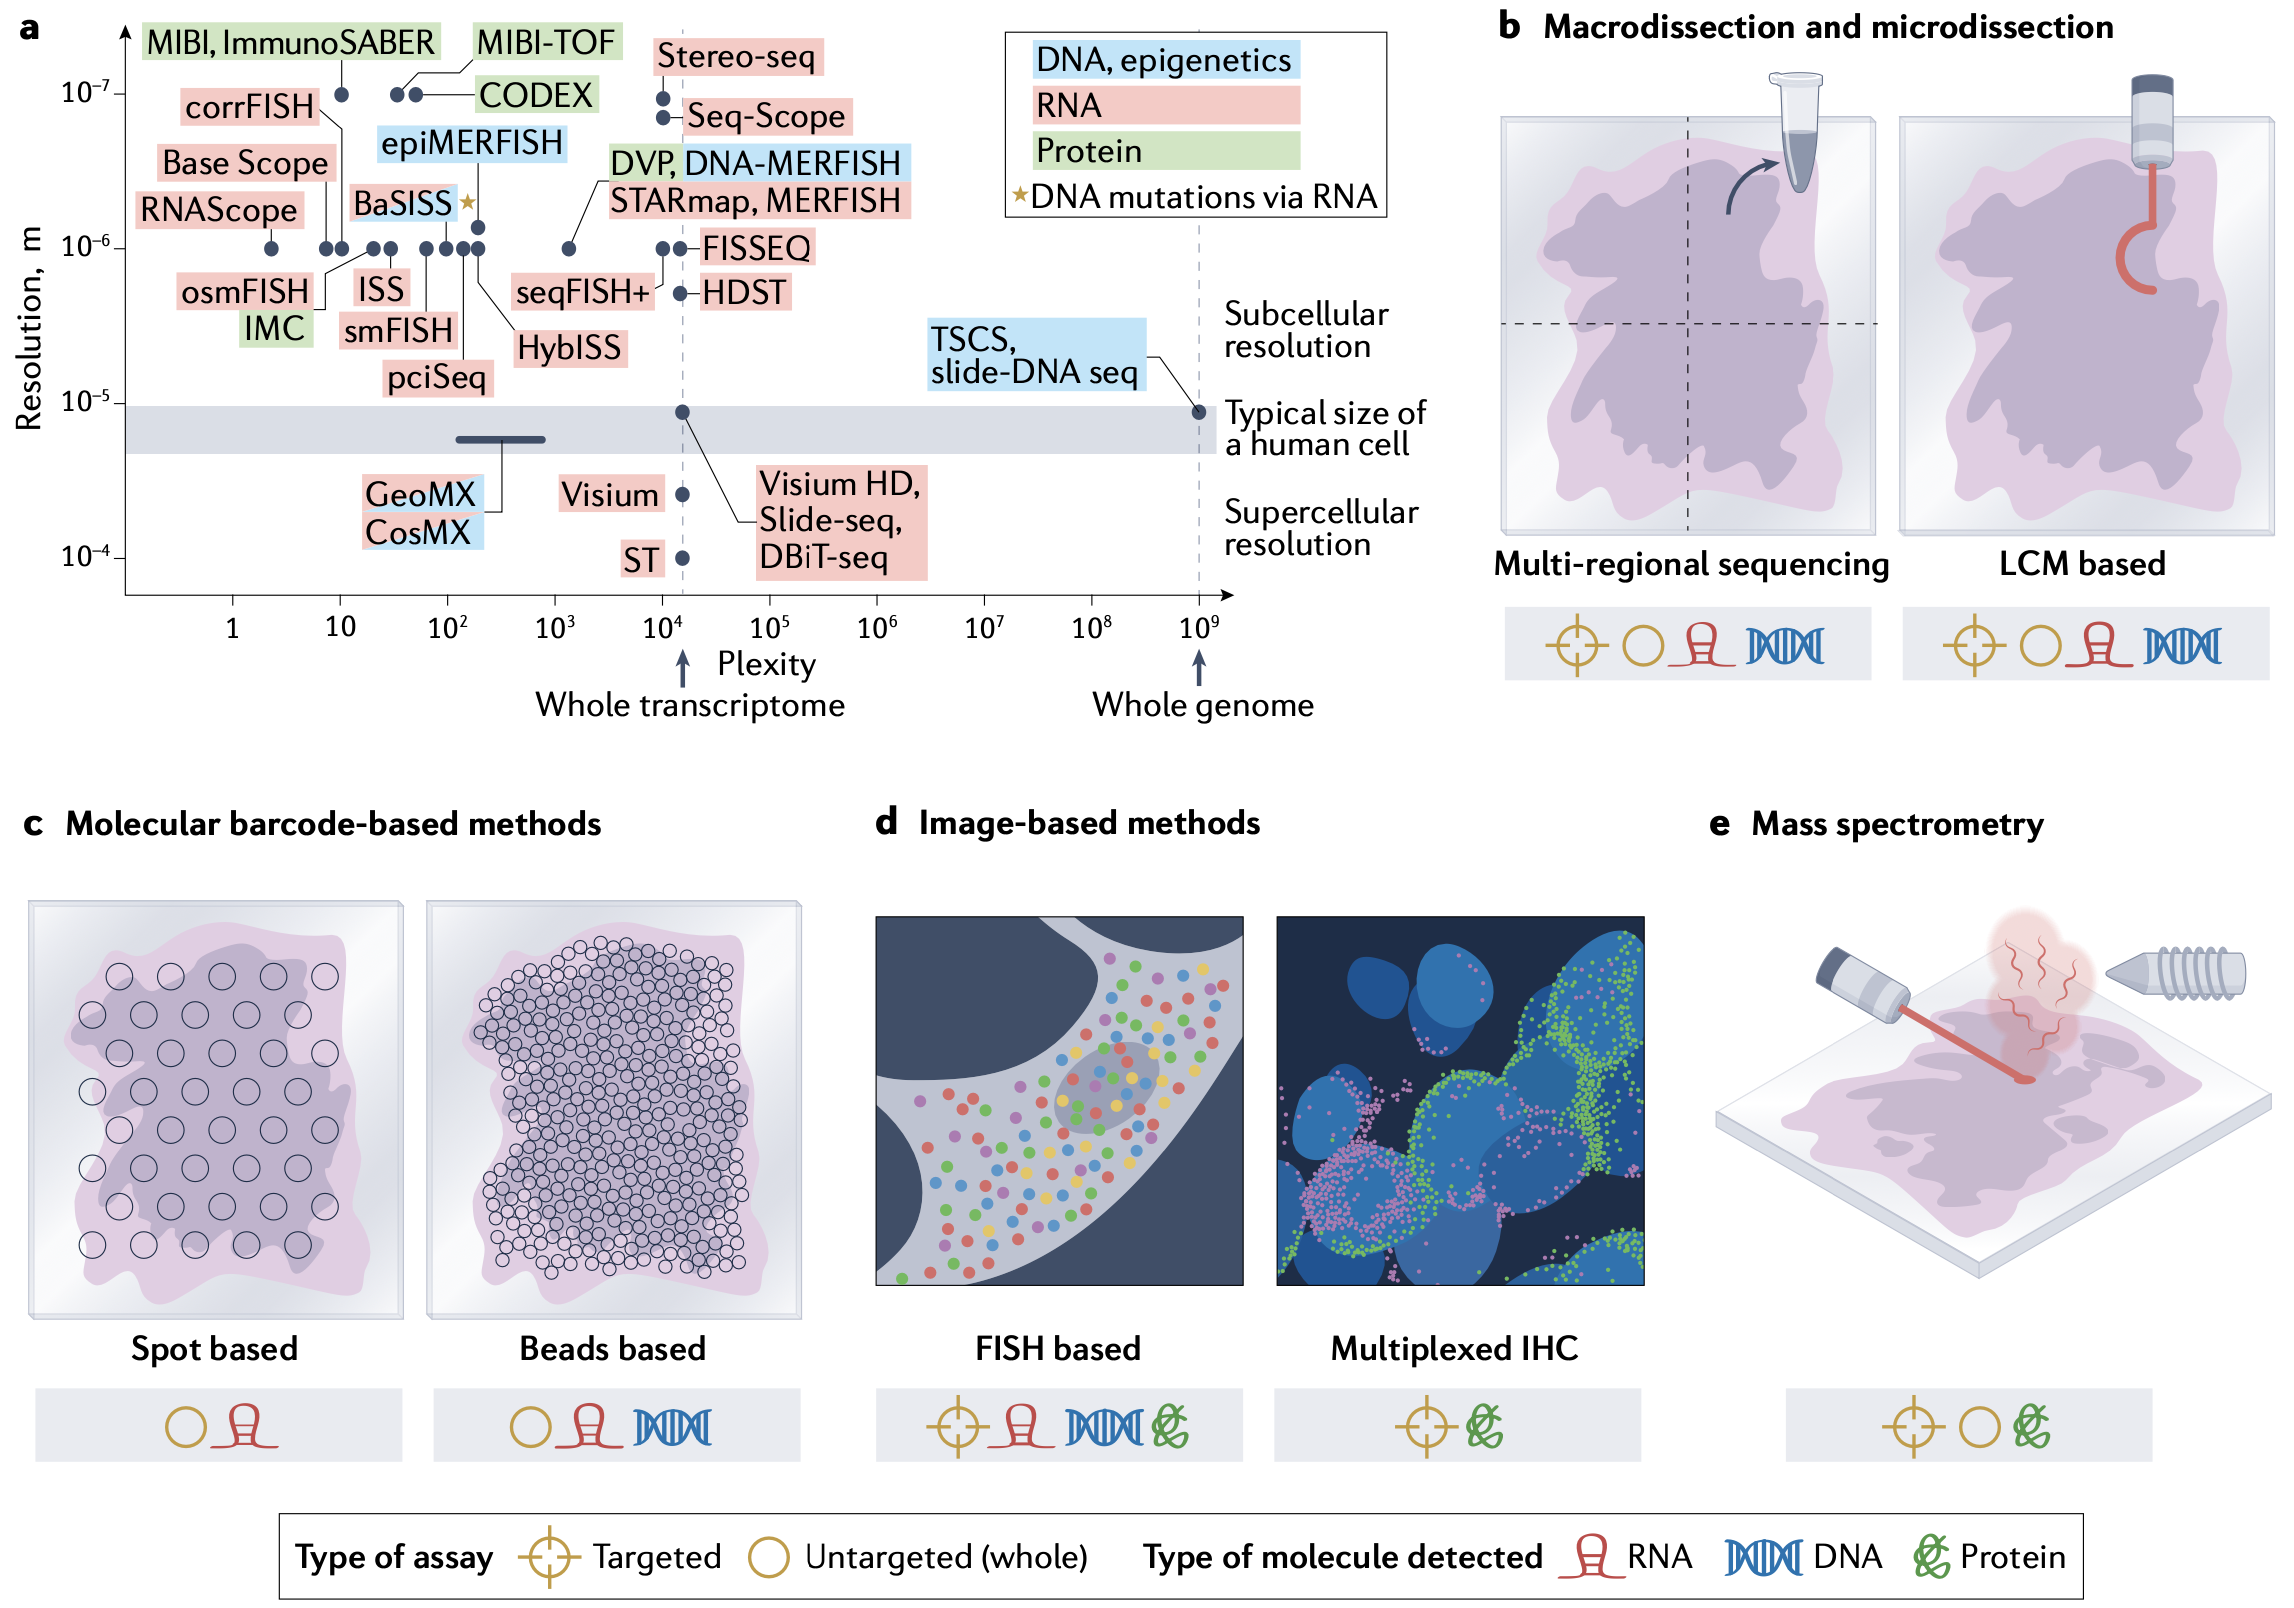 a
MIBI, ImmunoSABER
MIBI-TOF
Stereo-seq
CODEX
corrFISH
Seq-Scope
epiMERFISH
Base Scope
DVP, DNA-MERFISH
STARmap, MERFISH
RNAScope
BaSISS
FISSEQ
osmFISH
ISS
seqFISH+
HDST
IMC
smFISH
HybISS
pciSeq
TSCS,
slide-DNA seq
GeoMX
CosMX
Visium
Visium HD,
Slide-seq,
DBiT-seq
ST
DNA, epigenetics
RNA
Protein
★DNA mutations via RNA
Subcellular
resolution
Typical size of
a human cell
Supercellular
resolution
Resolution, m
10⁻⁷
10⁻⁶
10⁻⁵
10⁻⁴
1
10
10²
10³
10⁴
10⁵
10⁶
10⁷
10⁸
10⁹
Plexity
Whole transcriptome
Whole genome
b Macrodissection and microdissection
Multi-regional sequencing
LCM based
c Molecular barcode-based methods
Spot based
Beads based
d Image-based methods
FISH based
Multiplexed IHC
e Mass spectrometry
Type of assay
Targeted
Untargeted (whole)
Type of molecule detected
RNA
DNA
Protein